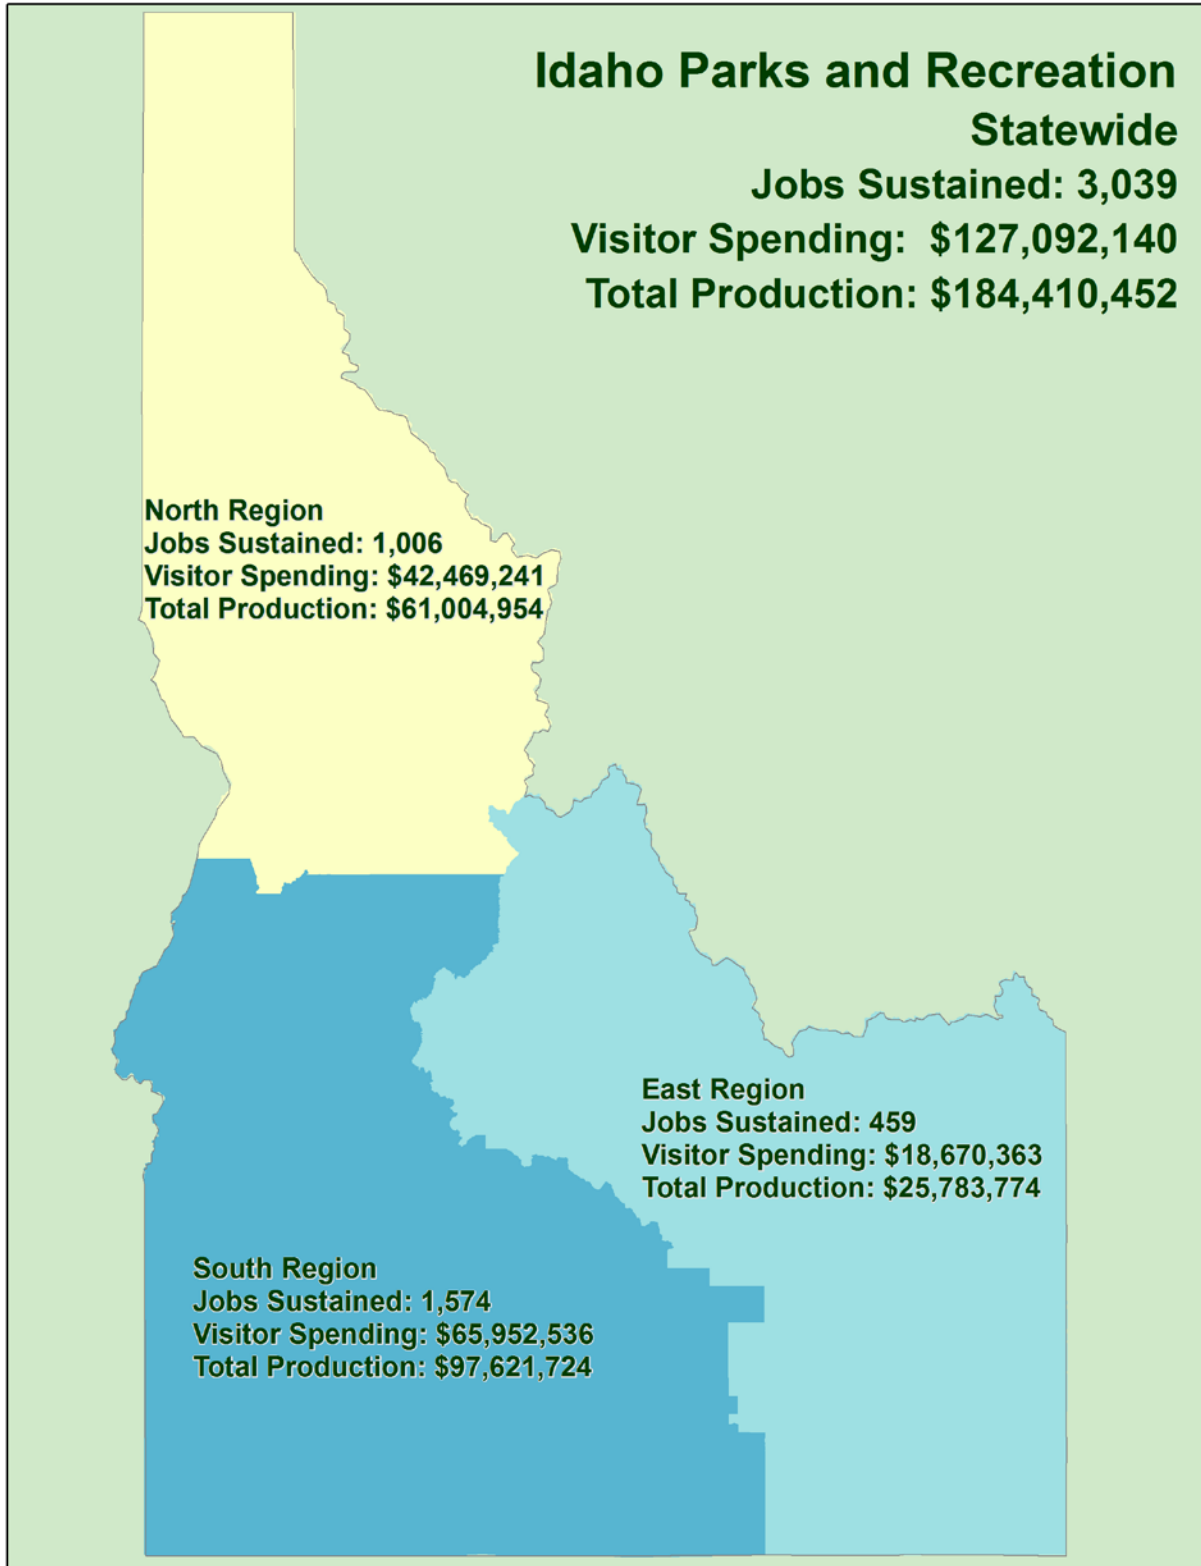 Idaho Parks and Recreation
Statewide
Jobs Sustained: 3,039
Visitor Spending:  $127,092,140
Total Production: $184,410,452
North Region
Jobs Sustained: 1,006
Visitor Spending: $42,469,241
Total Production: $61,004,954
East Region
Jobs Sustained: 459
Visitor Spending: $18,670,363
Total Production: $25,783,774
South Region
Jobs Sustained: 1,574
Visitor Spending: $65,952,536
Total Production: $97,621,724